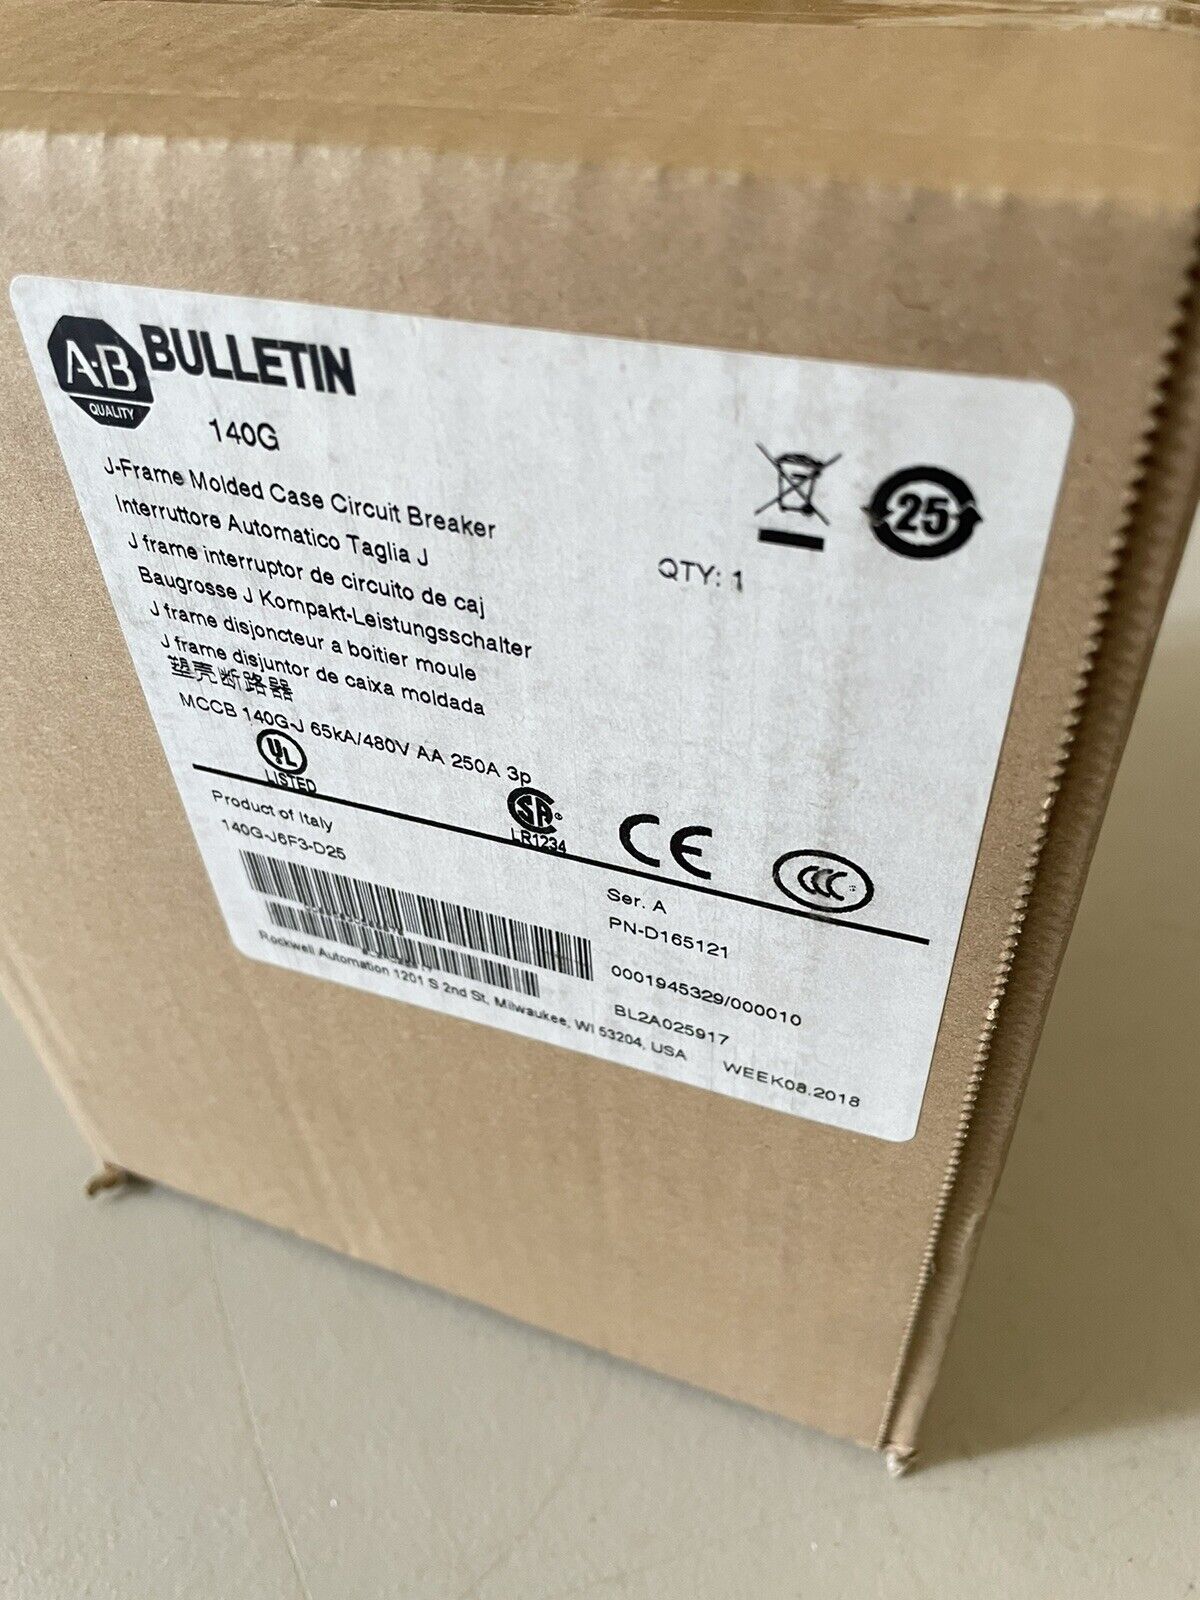 A-B
QUALITY
BULLETIN
140G
J-Frame Molded Case Circuit Breaker
Interruttore Automatico Taglia J
J frame interruptor de circuito de caj
Baugrosse J Kompakt-Leistungsschalter
J frame disjoncteur a boitier moule
J frame disjuntor de caixa moldada
塑壳断路器
MCCB 140G-J 65kA/480V AA 250A 3p
QTY: 1
25
UL
LISTED
SA
LR1234
CE
CCC
Product of Italy
140G-J6F3-D25
Ser. A
PN-D165121
0001945329/000010
BL2A025917
Rockwell Automation 1201 S 2nd St, Milwaukee, WI 53204, USA
WEEK08.2018